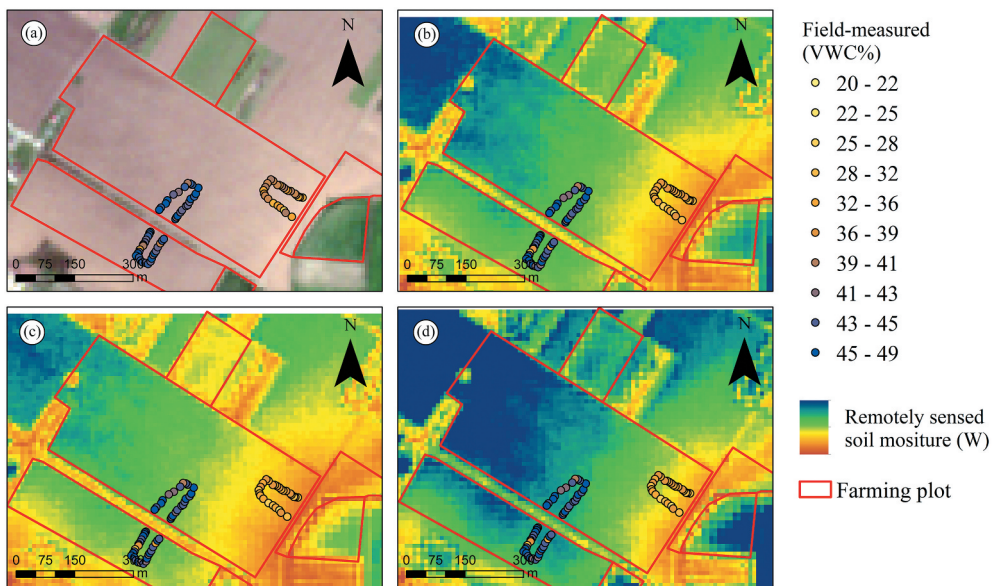 (a)
N
0 75 150 300
m
(b)
N
0 75 150 300
m
(c)
N
0 75 150 300
m
(d)
N
0 75 150 300
m
Field-measured
(VWC%)
20 - 22
22 - 25
25 - 28
28 - 32
32 - 36
36 - 39
39 - 41
41 - 43
43 - 45
45 - 49
Remotely sensed
soil mositure (W)
Farming plot